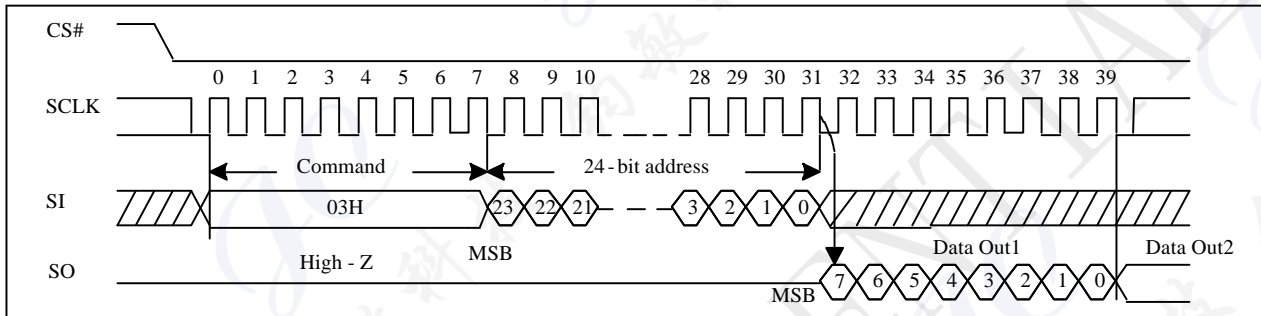 CS#
0 1 2 3 4 5 6 7 8 9 10 28 29 30 31 32 33 34 35 36 37 38 39
SCLK
Command 24-bit address
SI 03H 23 22 21 3 2 1 0
High - Z MSB Data Out1 Data Out2
SO MSB 7 6 5 4 3 2 1 0